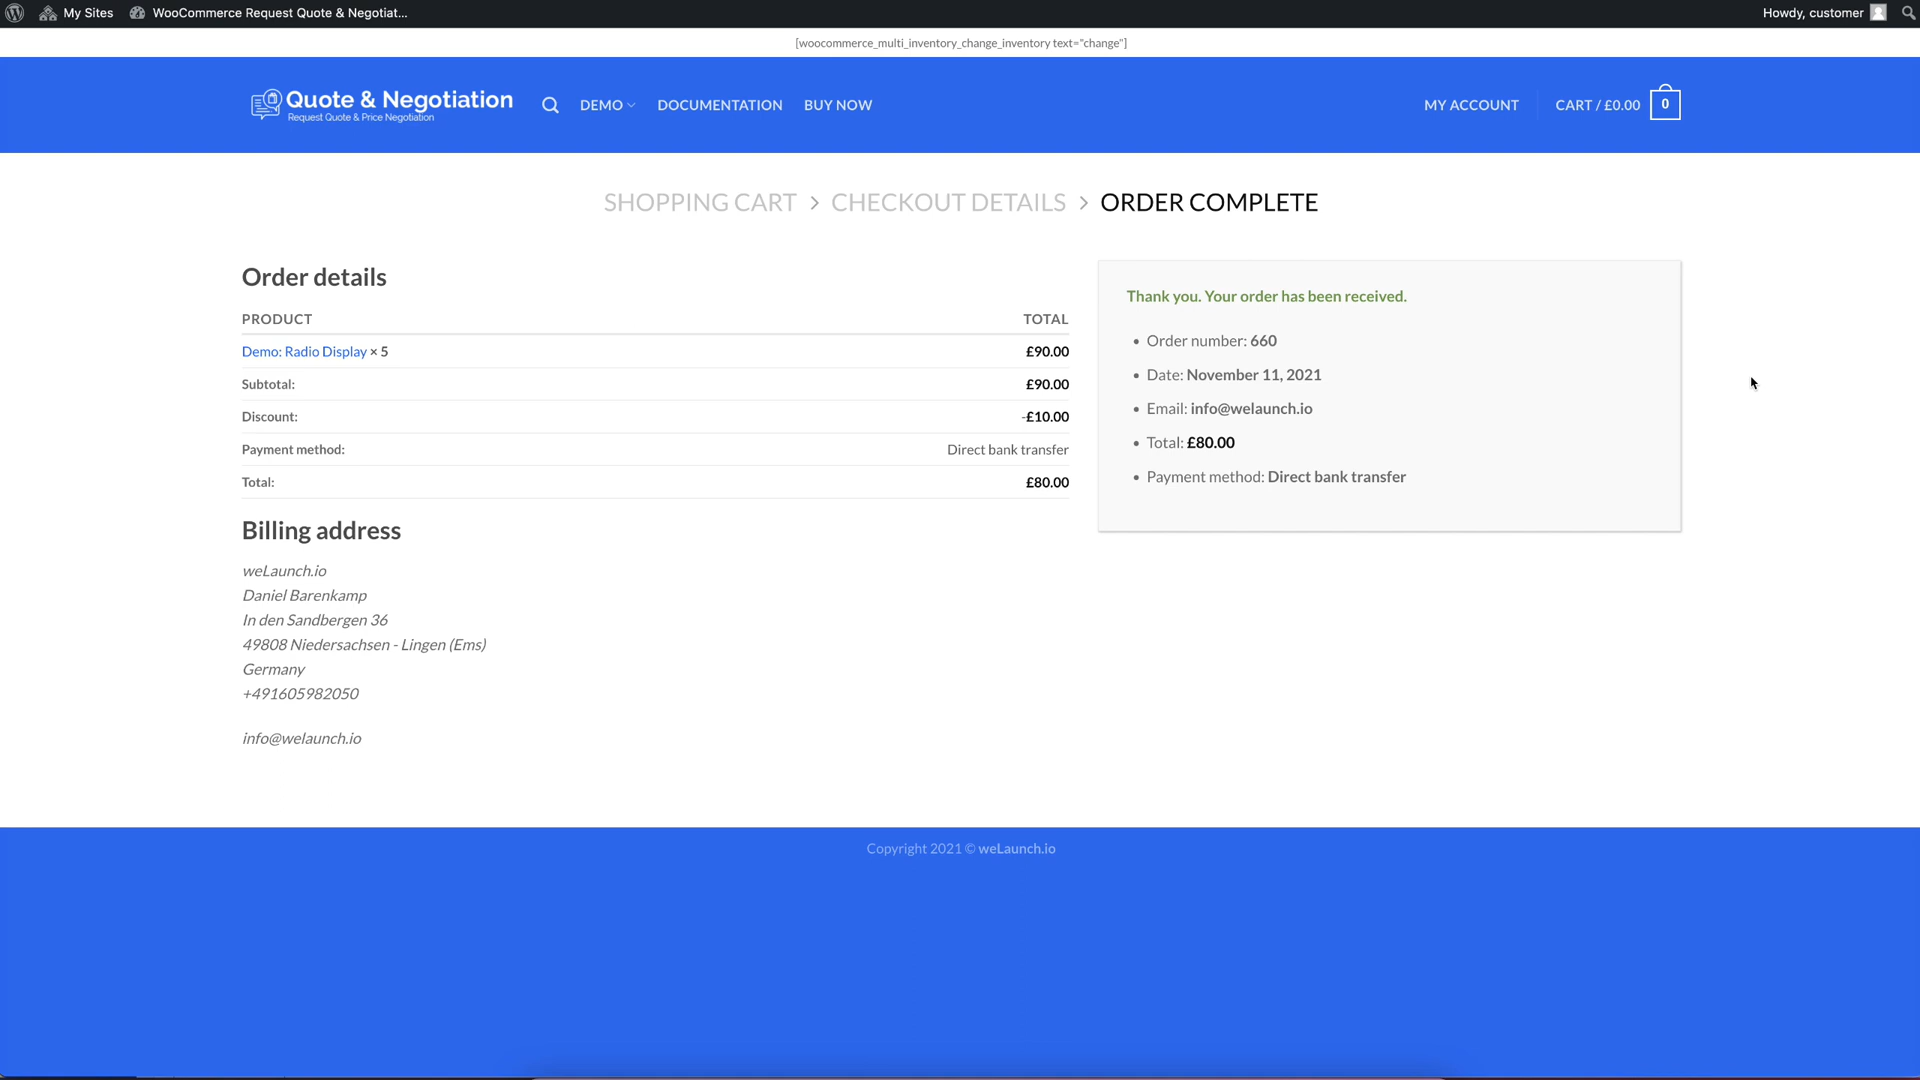 My Sites WooCommerce Request Quote & Negotiat... Howdy, customer
[woocommerce_multi_inventory_change_inventory text="change"]
Quote & Negotiation
Request Quote & Price Negotiation
DEMO DOCUMENTATION BUY NOW MY ACCOUNT CART / £0.00 0
SHOPPING CART > CHECKOUT DETAILS > ORDER COMPLETE
Order details
PRODUCT TOTAL
Demo: Radio Display × 5 £90.00
Subtotal: £90.00
Discount: -£10.00
Payment method: Direct bank transfer
Total: £80.00
Thank you. Your order has been received.
• Order number: 660
• Date: November 11, 2021
• Email: info@welaunch.io
• Total: £80.00
• Payment method: Direct bank transfer
Billing address
weLaunch.io
Daniel Barenkamp
In den Sandbergen 36
49808 Niedersachsen - Lingen (Ems)
Germany
+491605982050
info@welaunch.io
Copyright 2021 © weLaunch.io